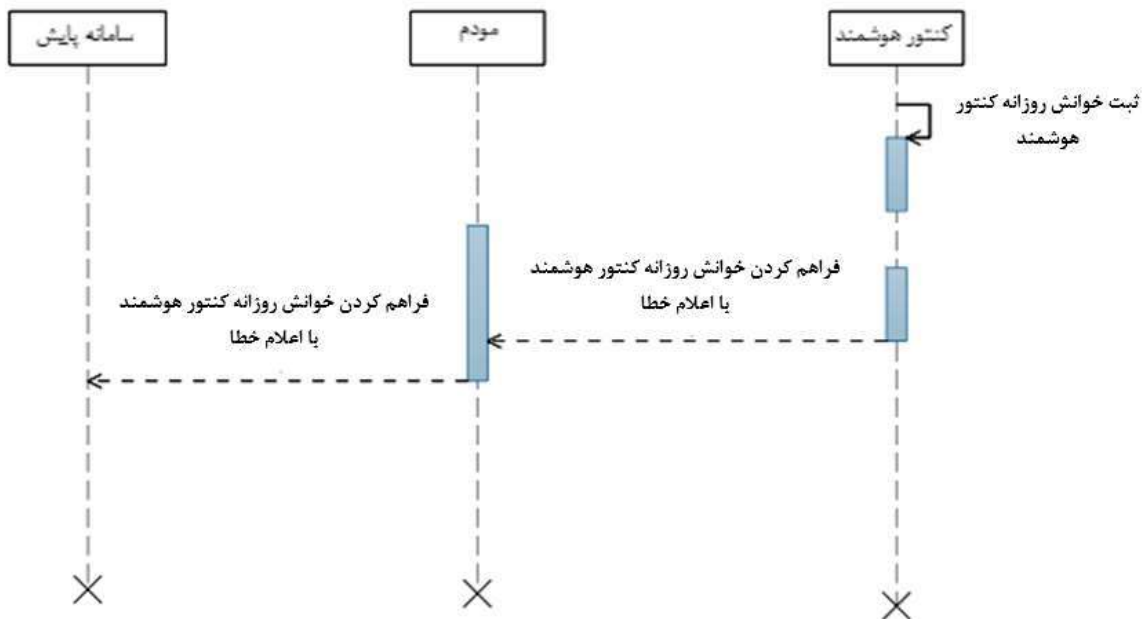 کنتور هوشمند
مودم
سامانه پایش
ثبت خوانش روزانه کنتور
هوشمند
فراهم کردن خوانش روزانه کنتور هوشمند
یا اعلام خطا
فراهم کردن خوانش روزانه کنتور هوشمند
یا اعلام خطا